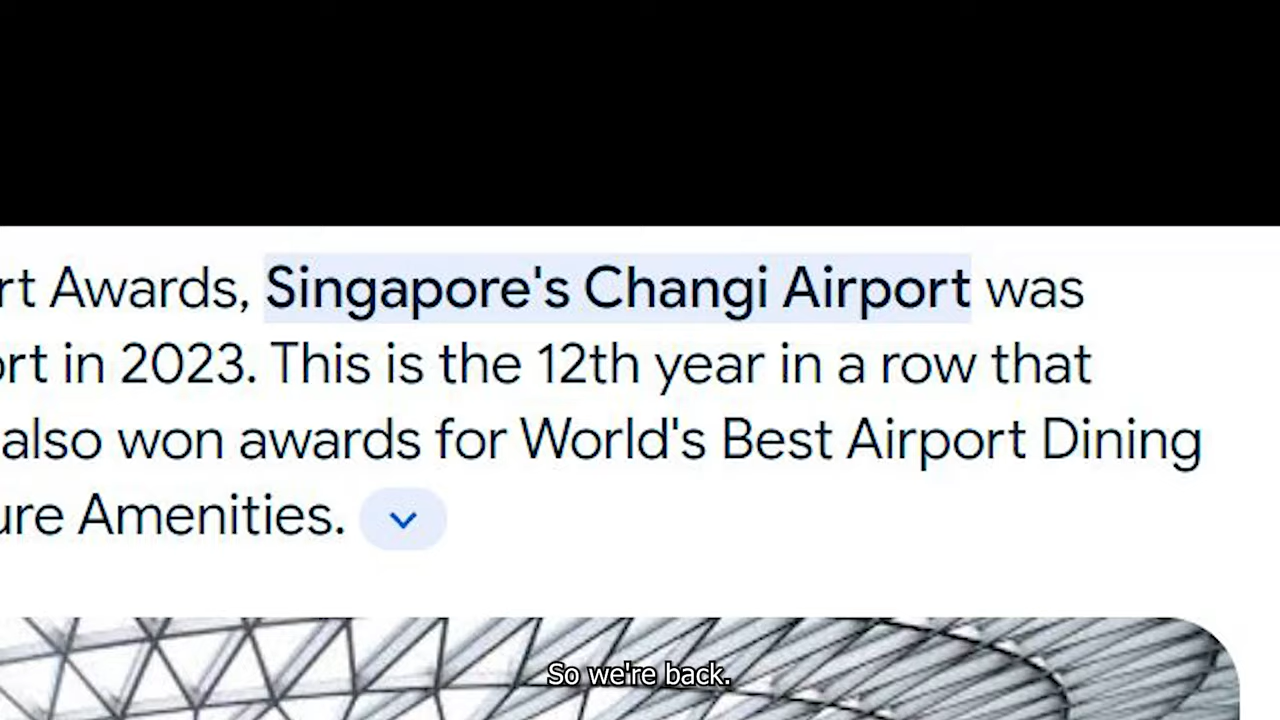 rt Awards, Singapore's Changi Airport was
ort in 2023. This is the 12th year in a row that
also won awards for World's Best Airport Dining
ure Amenities.
So we're back.